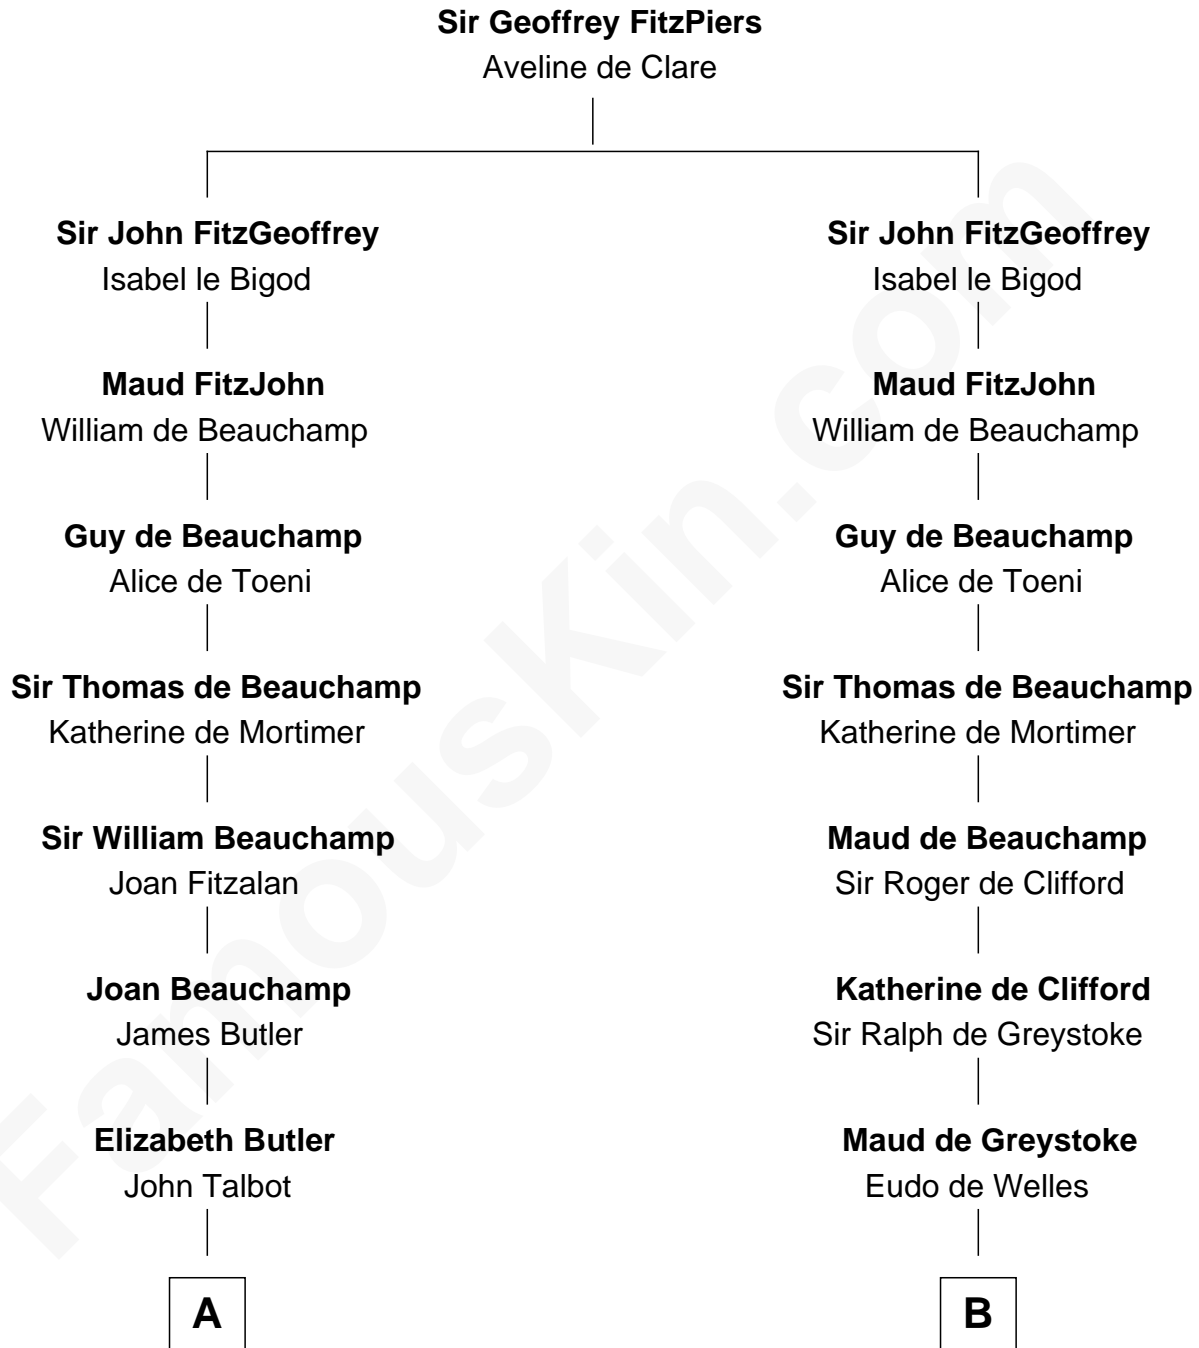 Sir Geoffrey FitzPiers
Aveline de Clare
Sir John FitzGeoffrey
Isabel le Bigod
Sir John FitzGeoffrey
Isabel le Bigod
Maud FitzJohn
William de Beauchamp
Maud FitzJohn
William de Beauchamp
Guy de Beauchamp
Alice de Toeni
Guy de Beauchamp
Alice de Toeni
Sir Thomas de Beauchamp
Katherine de Mortimer
Sir Thomas de Beauchamp
Katherine de Mortimer
Sir William Beauchamp
Joan Fitzalan
Maud de Beauchamp
Sir Roger de Clifford
Joan Beauchamp
James Butler
Katherine de Clifford
Sir Ralph de Greystoke
Elizabeth Butler
John Talbot
Maud de Greystoke
Eudo de Welles
A
B
FamousKin.com